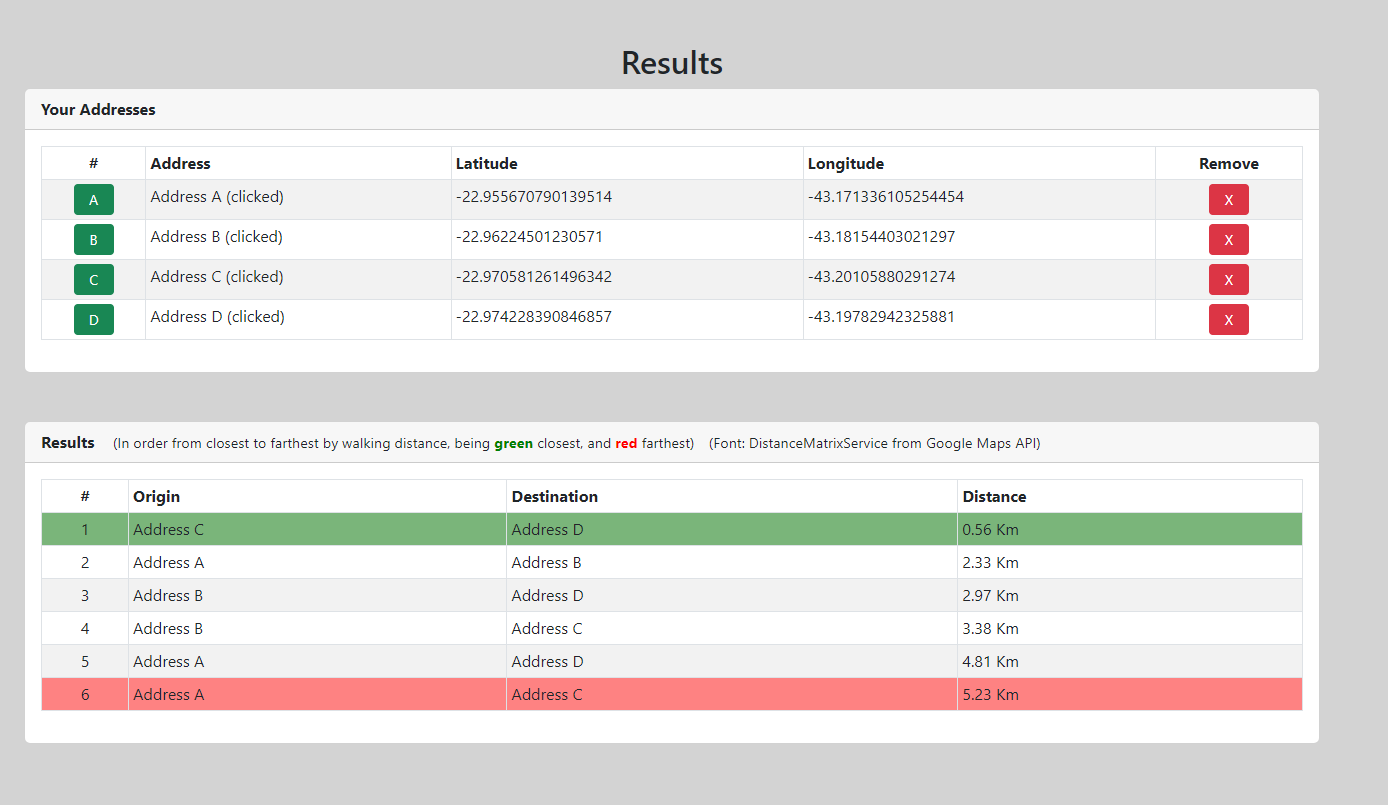 Results
Your Addresses
# Address Latitude Longitude Remove
A Address A (clicked) -22.955670790139514 -43.171336105254454 X
B Address B (clicked) -22.96224501230571 -43.18154403021297 X
C Address C (clicked) -22.970581261496342 -43.20105880291274 X
D Address D (clicked) -22.974228390846857 -43.19782942325881 X
Results (In order from closest to farthest by walking distance, being green closest, and red farthest) (Font: DistanceMatrixService from Google Maps API)
# Origin Destination Distance
1 Address C Address D 0.56 Km
2 Address A Address B 2.33 Km
3 Address B Address D 2.97 Km
4 Address B Address C 3.38 Km
5 Address A Address D 4.81 Km
6 Address A Address C 5.23 Km